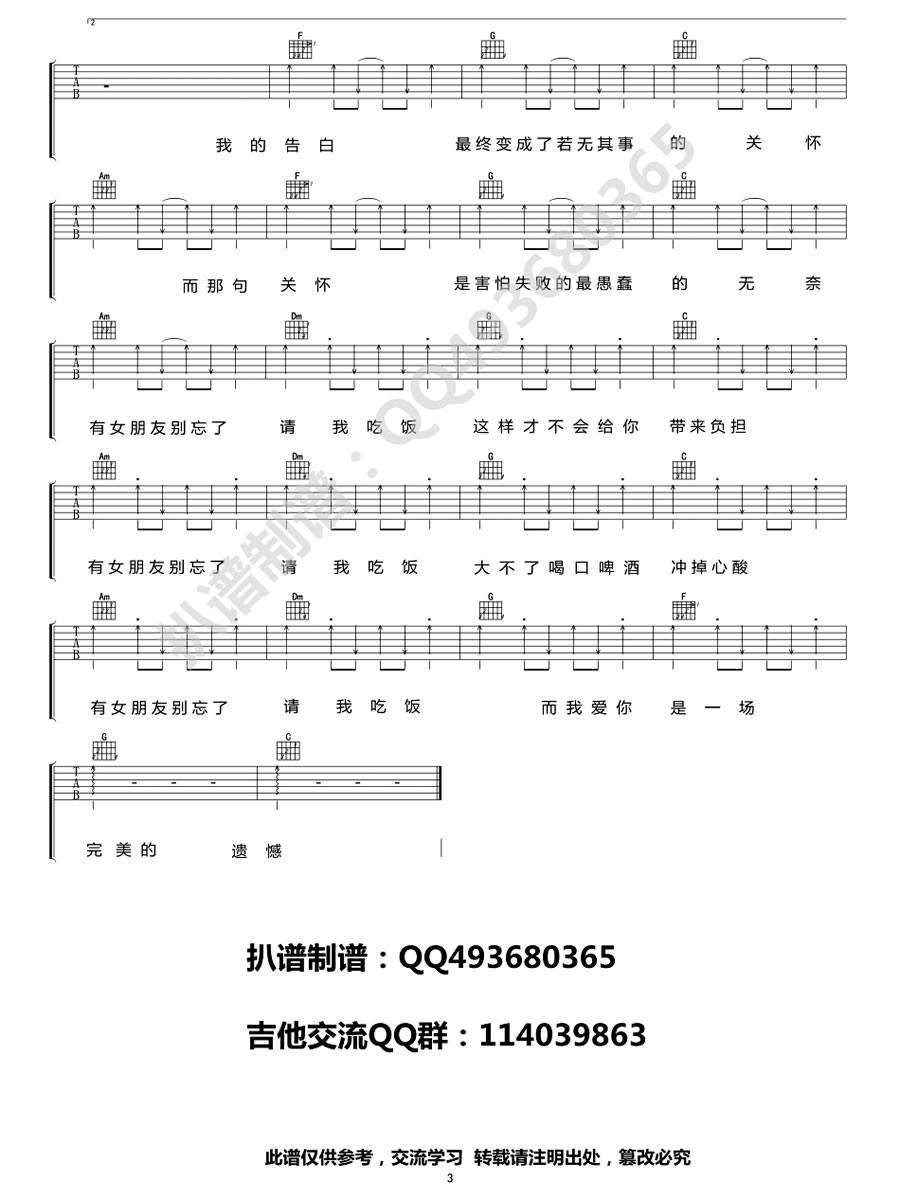 2
F G C
T
A
B
我的告白 最终变成了若无其事 的 关 怀
Am F G C
T
A
B
而那句 关怀 是害怕失败的最愚蠢 的 无 奈
Am Dm G C
T
A
B
有女朋友别忘了 请 我吃饭 这样才不会给你 带来负担
Am Dm G C
T
A
B
有女朋友别忘了 请 我吃饭 大不了喝口啤酒 冲掉心酸
Am Dm G F
T
A
B
有女朋友别忘了 请 我吃饭 而我爱你 是一场
G C
T
A
B
完美的 遗憾
扒谱制谱：QQ493680365
扒谱制谱：QQ493680365
吉他交流QQ群：114039863
此谱仅供参考，交流学习 转载请注明出处，篡改必究
3